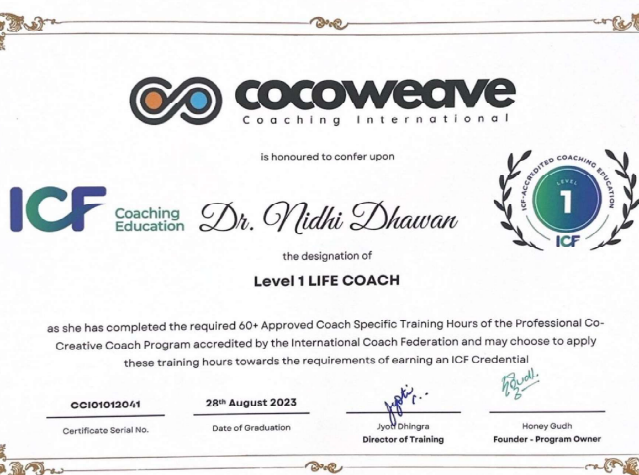 cocoweave
Coaching International
is honoured to confer upon
ICF Coaching Education
Dr. Nidhi Dhawan
ICF-ACCREDITED COACHING EDUCATION
LEVEL
1
ICF
the designation of
Level 1 LIFE COACH
as she has completed the required 60+ Approved Coach Specific Training Hours of the Professional Co-
Creative Coach Program accredited by the International Coach Federation and may choose to apply
these training hours towards the requirements of earning an ICF Credential
CCI01012041
28th August 2023
Certificate Serial No.
Date of Graduation
Jyoti Dhingra
Director of Training
Honey Gudh
Founder - Program Owner